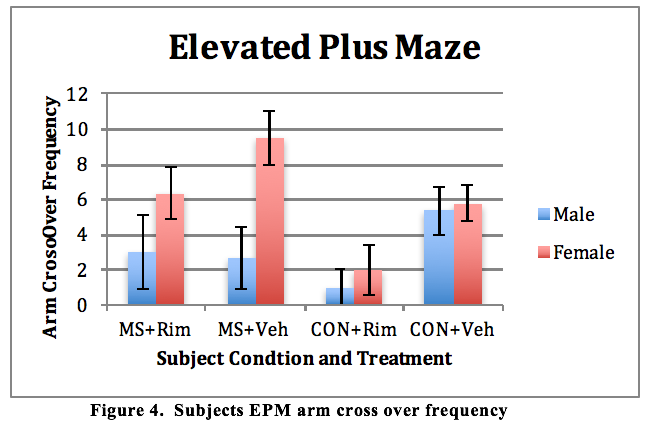 Elevated Plus Maze
Arm CrosoOver Frequency
12
10
8
6
4
2
0
MS+Rim MS+Veh CON+Rim CON+Veh
Subject Condtion and Treatment
Male
Female
Figure 4. Subjects EPM arm cross over frequency